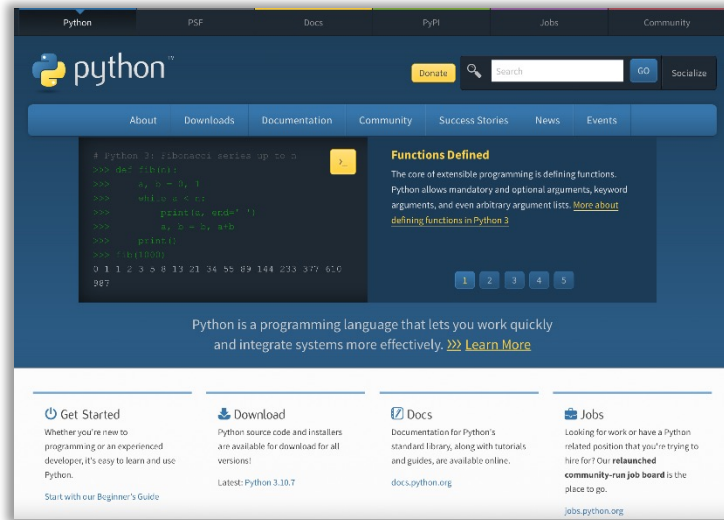 Python
PSF
Docs
PyPI
Jobs
Community
python™
Donate
Search
GO
Socialize
About
Downloads
Documentation
Community
Success Stories
News
Events
# Python 3: Fibonacci series up to n
>>> def fib(n):
>>>     a, b = 0, 1
>>>     while a < n:
>>>         print(a, end=' ')
>>>         a, b = b, a+b
>>>     print()
>>> fib(1000)
0 1 1 2 3 5 8 13 21 34 55 89 144 233 377 610
987
>_
Functions Defined
The core of extensible programming is defining functions.
Python allows mandatory and optional arguments, keyword
arguments, and even arbitrary argument lists. More about
defining functions in Python 3
1
2
3
4
5
Python is a programming language that lets you work quickly
and integrate systems more effectively. >>> Learn More
Get Started
Whether you're new to
programming or an experienced
developer, it's easy to learn and use
Python.
Start with our Beginner's Guide
Download
Python source code and installers
are available for download for all
versions!
Latest: Python 3.10.7
Docs
Documentation for Python's
standard library, along with tutorials
and guides, are available online.
docs.python.org
Jobs
Looking for work or have a Python
related position that you're trying to
hire for? Our relaunched
community-run job board is the
place to go.
jobs.python.org